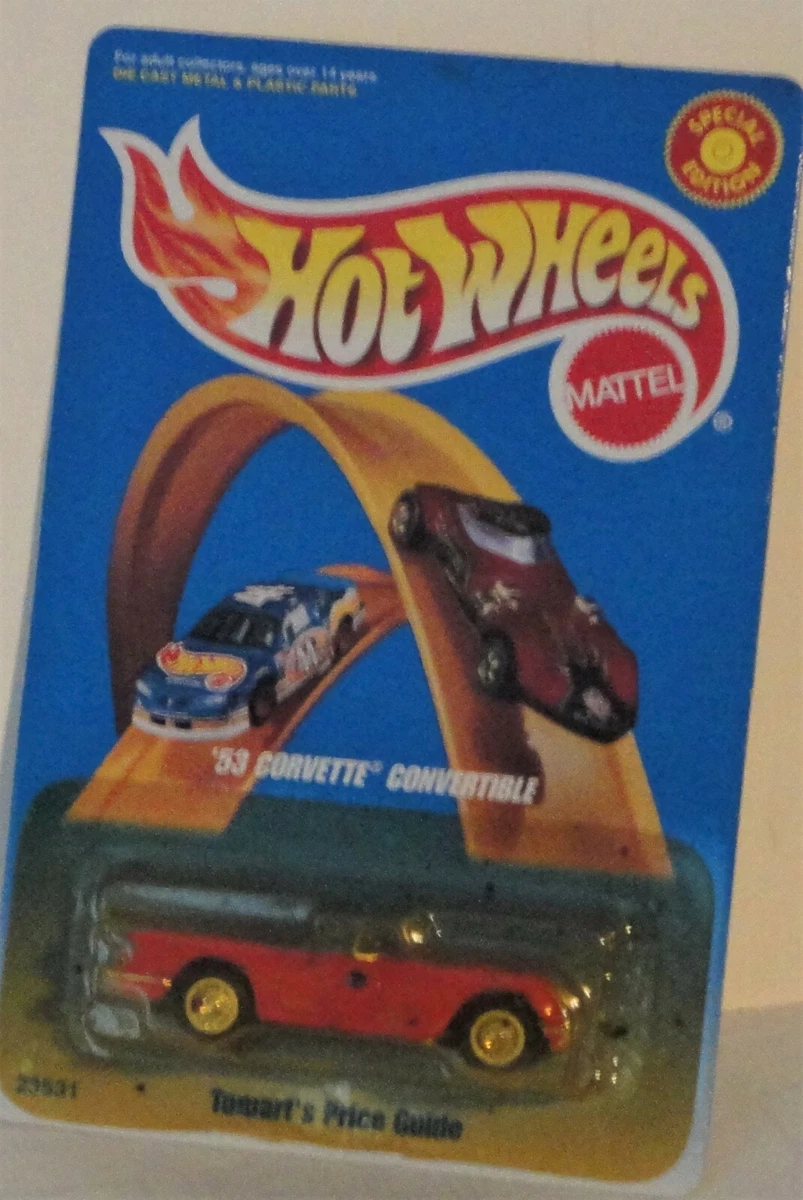 For adult collectors, ages over 14 years
DIE CAST METAL & PLASTIC PARTS
SPECIAL
EDITION
HOT WHEELS
MATTEL
®
'53 CORVETTE® CONVERTIBLE
23531
Tomart's Price Guide